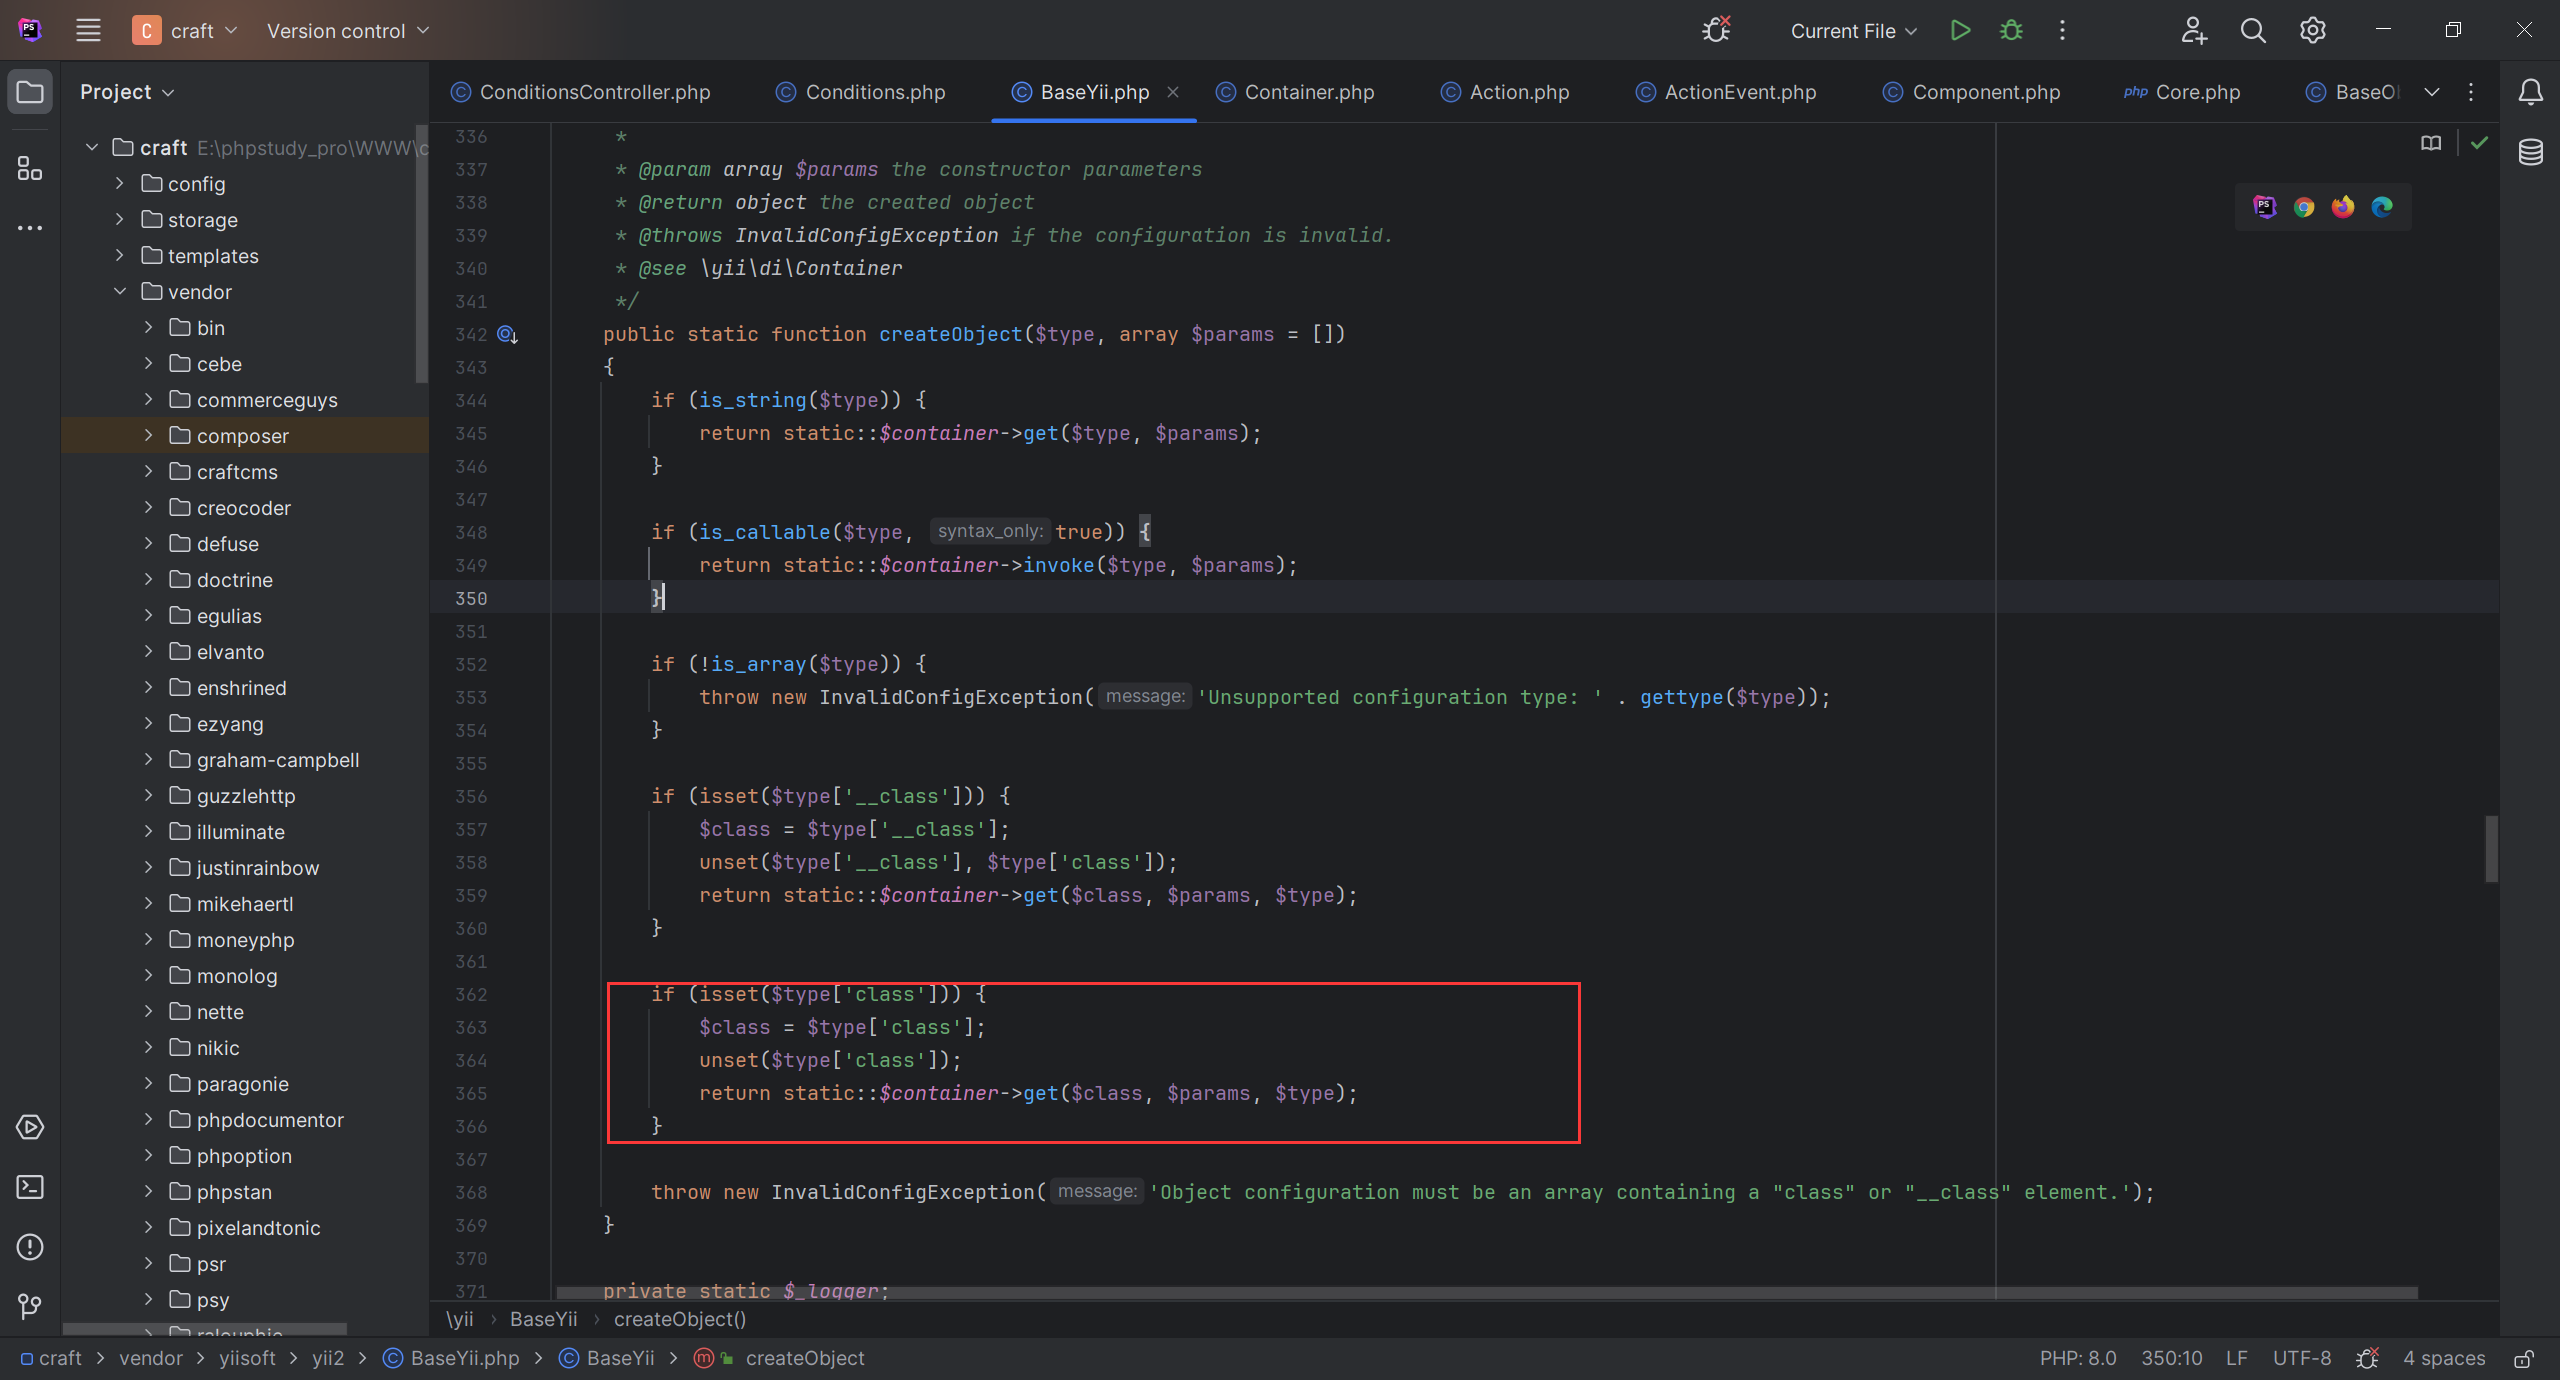 PS
C craft Version control Current File
Project
ConditionsController.php Conditions.php BaseYii.php Container.php Action.php ActionEvent.php Component.php php Core.php BaseO
craft E:\phpstudy_pro\WWW\c
config
storage
templates
vendor
bin
cebe
commerceguys
composer
craftcms
creocoder
defuse
doctrine
egulias
elvanto
enshrined
ezyang
graham-campbell
guzzlehttp
illuminate
justinrainbow
mikehaertl
moneyphp
monolog
nette
nikic
paragonie
phpdocumentor
phpoption
phpstan
pixelandtonic
psr
psy
ralouphie
336 *
337 * @param array $params the constructor parameters
338 * @return object the created object
339 * @throws InvalidConfigException if the configuration is invalid.
340 * @see \yii\di\Container
341 */
342 public static function createObject($type, array $params = [])
343 {
344 if (is_string($type)) {
345 return static::$container->get($type, $params);
346 }
347
348 if (is_callable($type, syntax_only: true)) {
349 return static::$container->invoke($type, $params);
350 }
351
352 if (!is_array($type)) {
353 throw new InvalidConfigException( message: 'Unsupported configuration type: ' . gettype($type));
354 }
355
356 if (isset($type['__class'])) {
357 $class = $type['__class'];
358 unset($type['__class'], $type['class']);
359 return static::$container->get($class, $params, $type);
360 }
361
362 if (isset($type['class'])) {
363 $class = $type['class'];
364 unset($type['class']);
365 return static::$container->get($class, $params, $type);
366 }
367
368 throw new InvalidConfigException( message: 'Object configuration must be an array containing a "class" or "__class" element.');
369 }
370
371 private static $_logger;
\yii › BaseYii › createObject()
craft > vendor > yiisoft > yii2 > BaseYii.php > BaseYii > createObject
PHP: 8.0 350:10 LF UTF-8 4 spaces